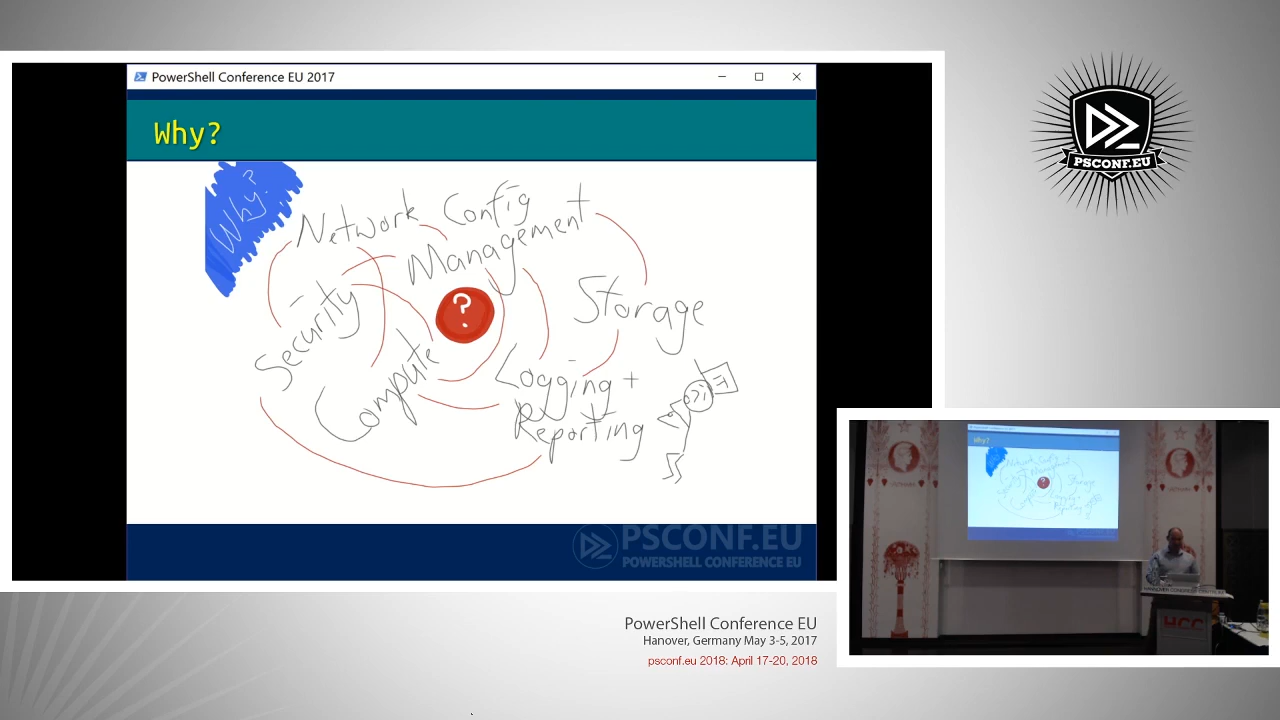 PowerShell Conference EU 2017
Why?
Why?
Network Config
Management
Security
?
Storage
Compute
Logging +
Reporting
PSCONF.EU
POWERSHELL CONFERENCE EU
PSCONF.EU
HCC
PowerShell Conference EU
Hanover, Germany May 3-5, 2017
psconf.eu 2018: April 17-20, 2018